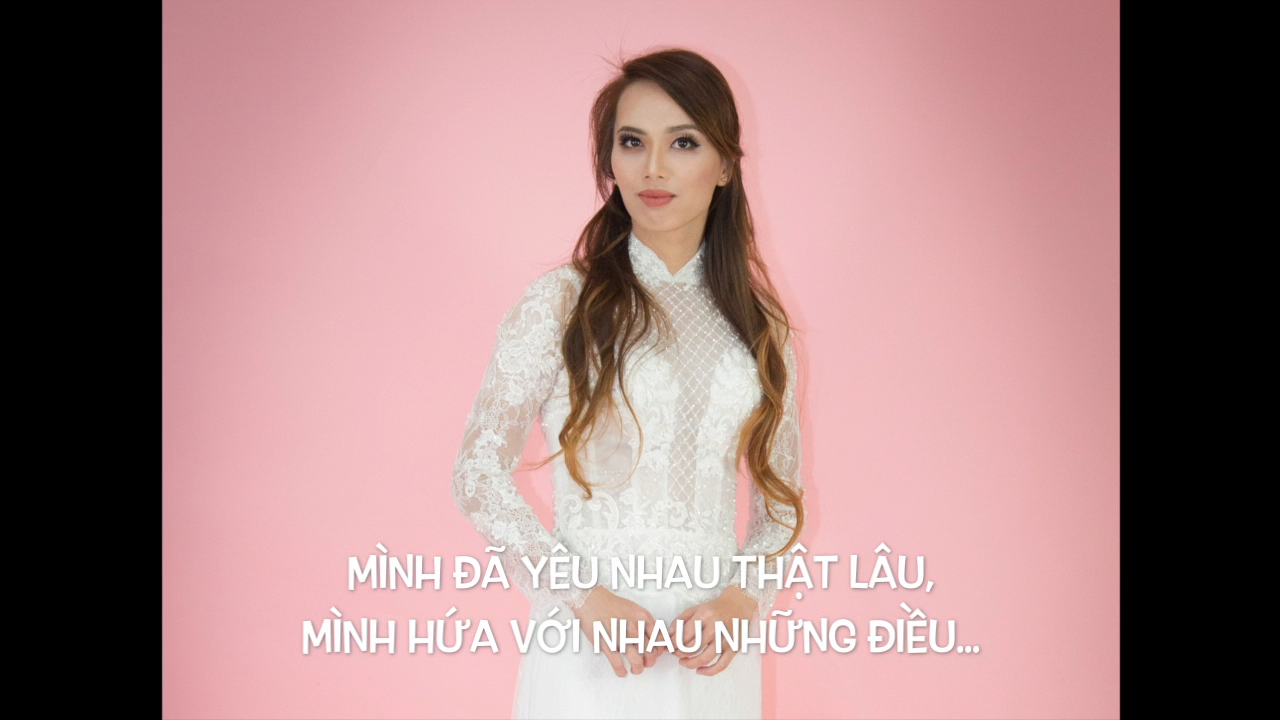 MÌNH ĐÃ YÊU NHAU THẬT LÂU,
MÌNH HỨA VỚI NHAU NHỮNG ĐIỀU...